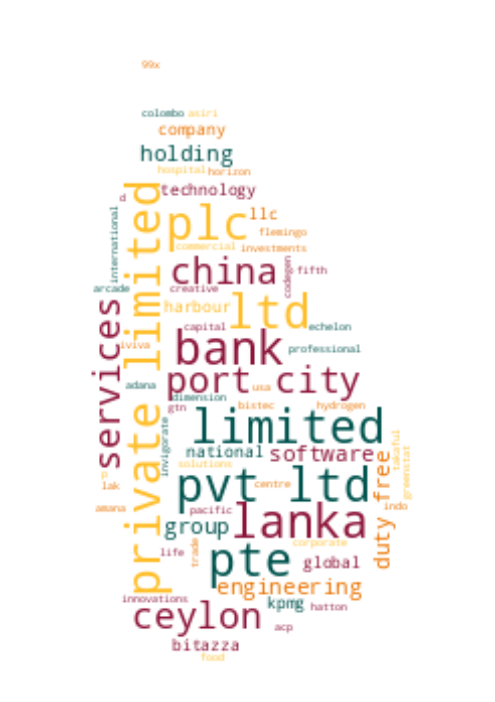 99x
colombo asiri
company
holding
hospital horizon
d technology
private limited
international
plc llc
flemingo
commercial investments
china fifth
codegen
arcade creative
services
harbour ltd
capital echelon
iviva bank professional
adana port city usa
dimension
gtn bistec hydrogen
invigorate
limited
national software
takaful
greenstat
solutions
p
lak pvt ltd centre
duty free
amana pacific lanka indo
group
trade
corporate
life pte global
engineering
innovations kpmg hatton
ceylon acp
bitazza
food